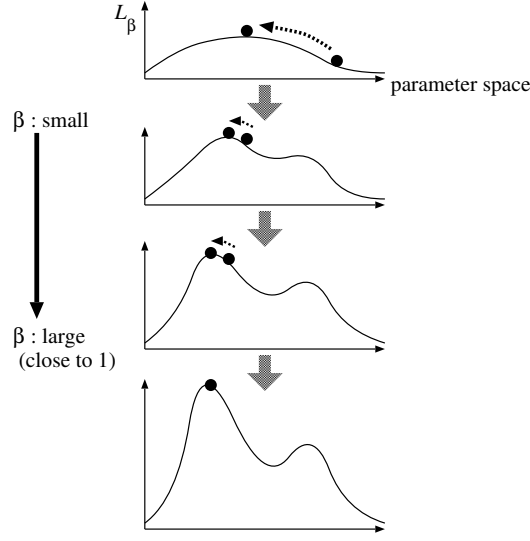 Lβ
parameter space
β : small
β : large
(close to 1)